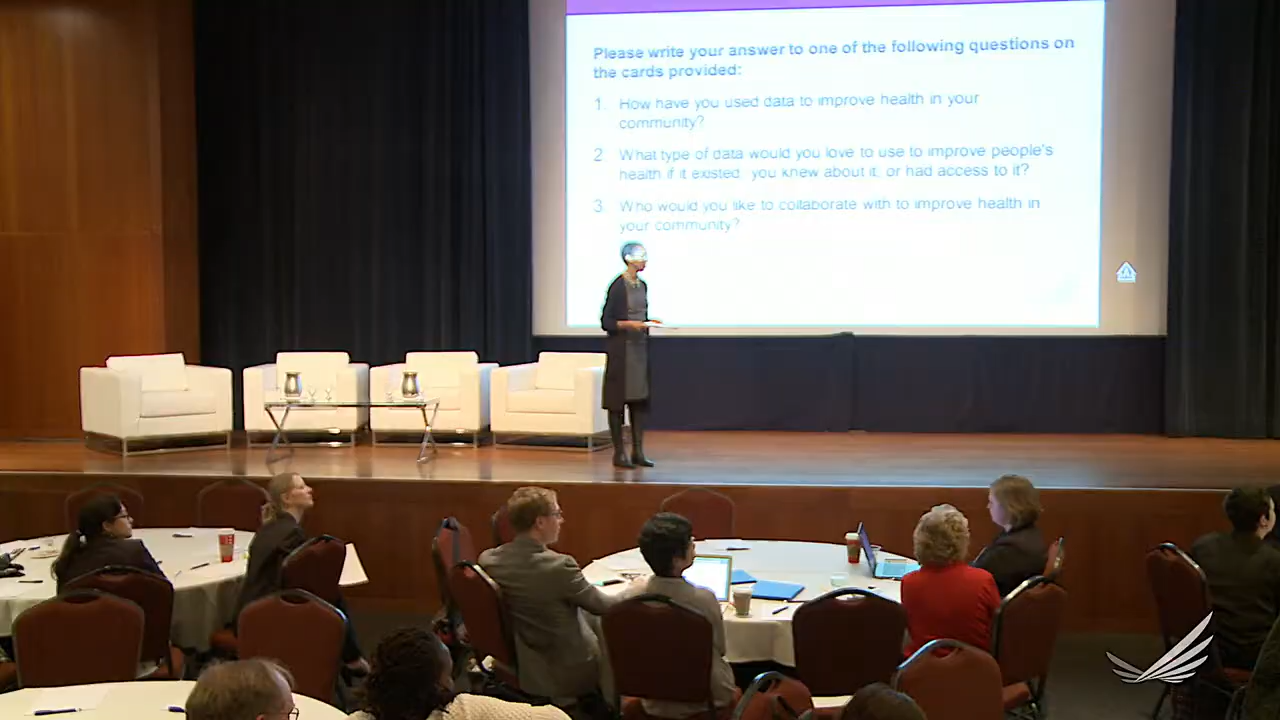 Please write your answer to one of the following questions on
the cards provided:
1. How have you used data to improve health in your
community?
2. What type of data would you love to use to improve people's
health if it existed, you knew about it, or had access to it?
3. Who would you like to collaborate with to improve health in
your community?